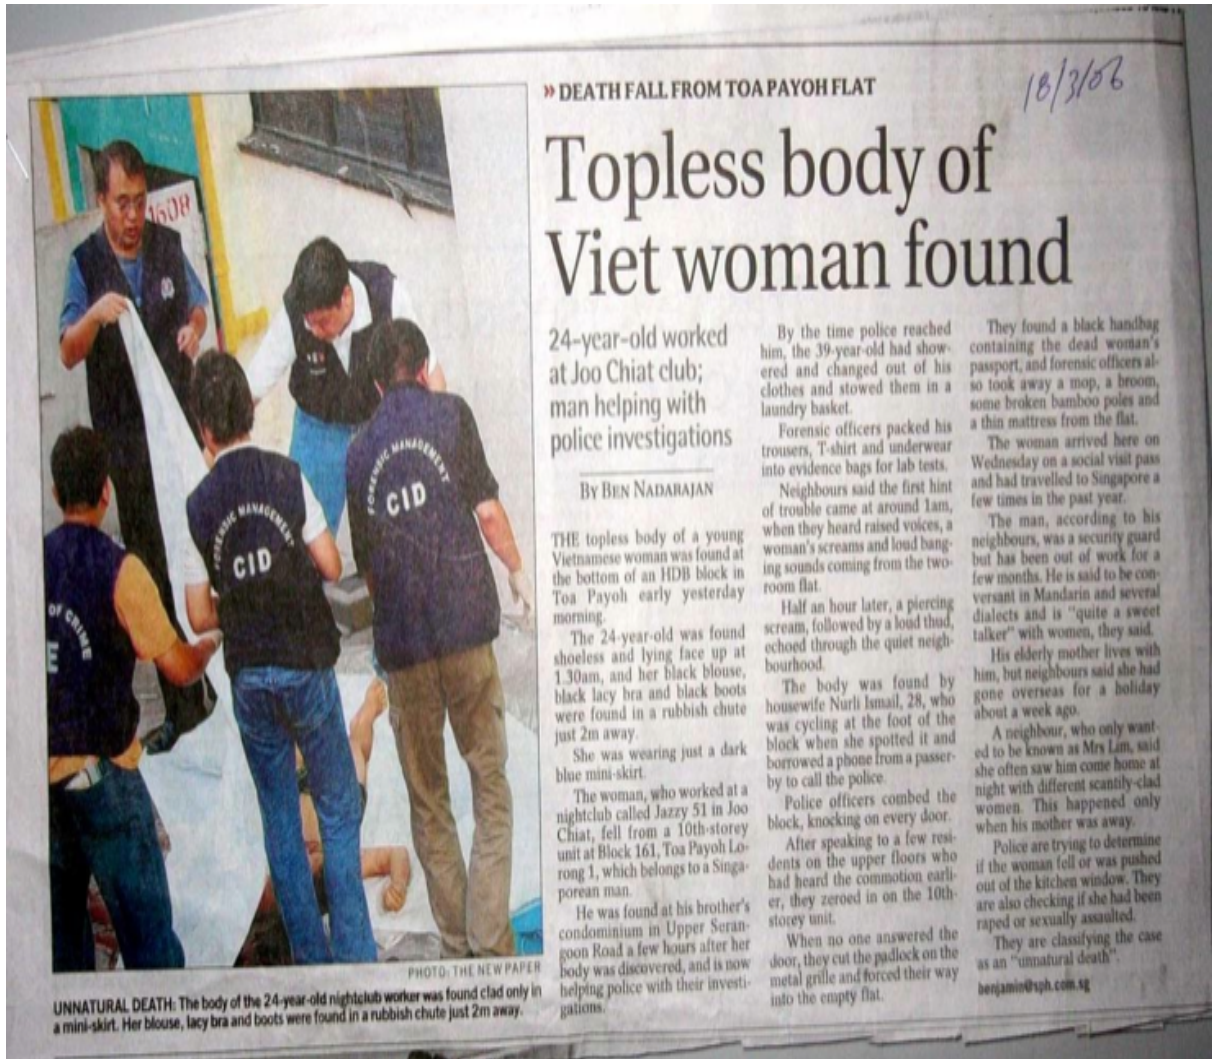 » DEATH FALL FROM TOA PAYOH FLAT
18/3/06
Topless body of
Viet woman found
1608
FORENSIC MANAGEMENT
CID
FORENSIC MANAGEMENT
CID
OF CRIME
PHOTO: THE NEW PAPER
UNNATURAL DEATH: The body of the 24-year-old nightclub worker was found clad only in
a mini-skirt. Her blouse, lacy bra and boots were found in a rubbish chute just 2m away.
24-year-old worked
at Joo Chiat club;
man helping with
police investigations
BY BEN NADARAJAN
THE topless body of a young
Vietnamese woman was found at
the bottom of an HDB block in
Toa Payoh early yesterday
morning.
The 24-year-old was found
shoeless and lying face up at
1.30am, and her black blouse,
black lacy bra and black boots
were found in a rubbish chute
just 2m away.
She was wearing just a dark
blue mini-skirt.
The woman, who worked at a
nightclub called Jazzy 51 in Joo
Chiat, fell from a 10th-storey
unit at Block 161, Toa Payoh Lo-
rong 1, which belongs to a Singa-
porean man.
He was found at his brother's
condominium in Upper Seran-
goon Road a few hours after her
body was discovered, and is now
helping police with their investi-
gations.
By the time police reached
him, the 39-year-old had show-
ered and changed out of his
clothes and stowed them in a
laundry basket.
Forensic officers packed his
trousers, T-shirt and underwear
into evidence bags for lab tests.
Neighbours said the first hint
of trouble came at around 1am,
when they heard raised voices, a
woman's screams and loud bang-
ing sounds coming from the two-
room flat.
Half an hour later, a piercing
scream, followed by a loud thud,
echoed through the quiet neigh-
bourhood.
The body was found by
housewife Nurli Ismail, 28, who
was cycling at the foot of the
block when she spotted it and
borrowed a phone from a passer-
by to call the police.
Police officers combed the
block, knocking on every door.
After speaking to a few resi-
dents on the upper floors who
had heard the commotion earli-
er, they zeroed in on the 10th-
storey unit.
When no one answered the
door, they cut the padlock on the
metal grille and forced their way
into the empty flat.
They found a black handbag
containing the dead woman's
passport, and forensic officers al-
so took away a mop, a broom,
some broken bamboo poles and
a thin mattress from the flat.
The woman arrived here on
Wednesday on a social visit pass
and had travelled to Singapore a
few times in the past year.
The man, according to his
neighbours, was a security guard
but has been out of work for a
few months. He is said to be con-
versant in Mandarin and several
dialects and is "quite a sweet
talker" with women, they said.
His elderly mother lives with
him, but neighbours said she had
gone overseas for a holiday
about a week ago.
A neighbour, who only want-
ed to be known as Mrs Lim, said
she often saw him come home at
night with different scantily-clad
women. This happened only
when his mother was away.
Police are trying to determine
if the woman fell or was pushed
out of the kitchen window. They
are also checking if she had been
raped or sexually assaulted.
They are classifying the case
as an "unnatural death".
benjamin@sph.com.sg